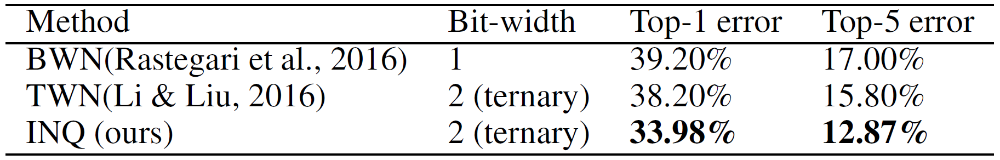 Method Bit-width Top-1 error Top-5 error
BWN(Rastegari et al., 2016) 1 39.20% 17.00%
TWN(Li & Liu, 2016) 2 (ternary) 38.20% 15.80%
INQ (ours) 2 (ternary) 33.98% 12.87%